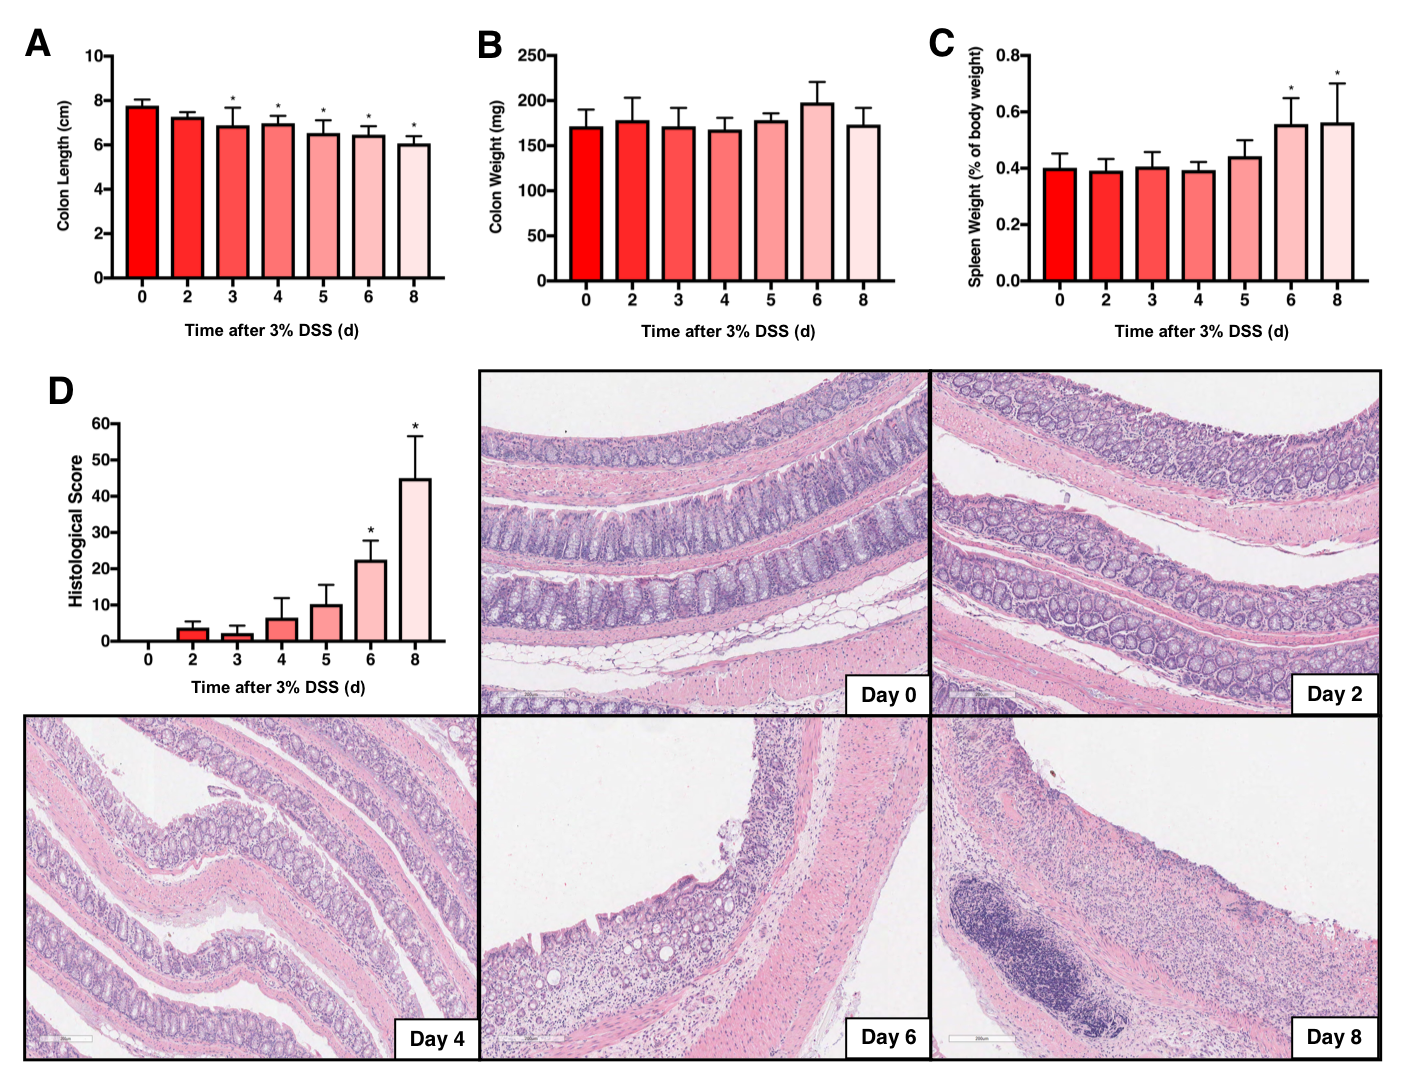 A
Colon Length (cm)
10
8
6
4
2
0
* * * * *
0 2 3 4 5 6 8
Time after 3% DSS (d)
B
Colon Weight (mg)
250
200
150
100
50
0
0 2 3 4 5 6 8
Time after 3% DSS (d)
C
Spleen Weight (% of body weight)
0.8
0.6
0.4
0.2
0.0
* *
0 2 3 4 5 6 8
Time after 3% DSS (d)
D
Histological Score
60
50
40
30
20
10
0
* *
0 2 3 4 5 6 8
Time after 3% DSS (d)
Day 0
Day 2
Day 4
Day 6
200um
Day 8